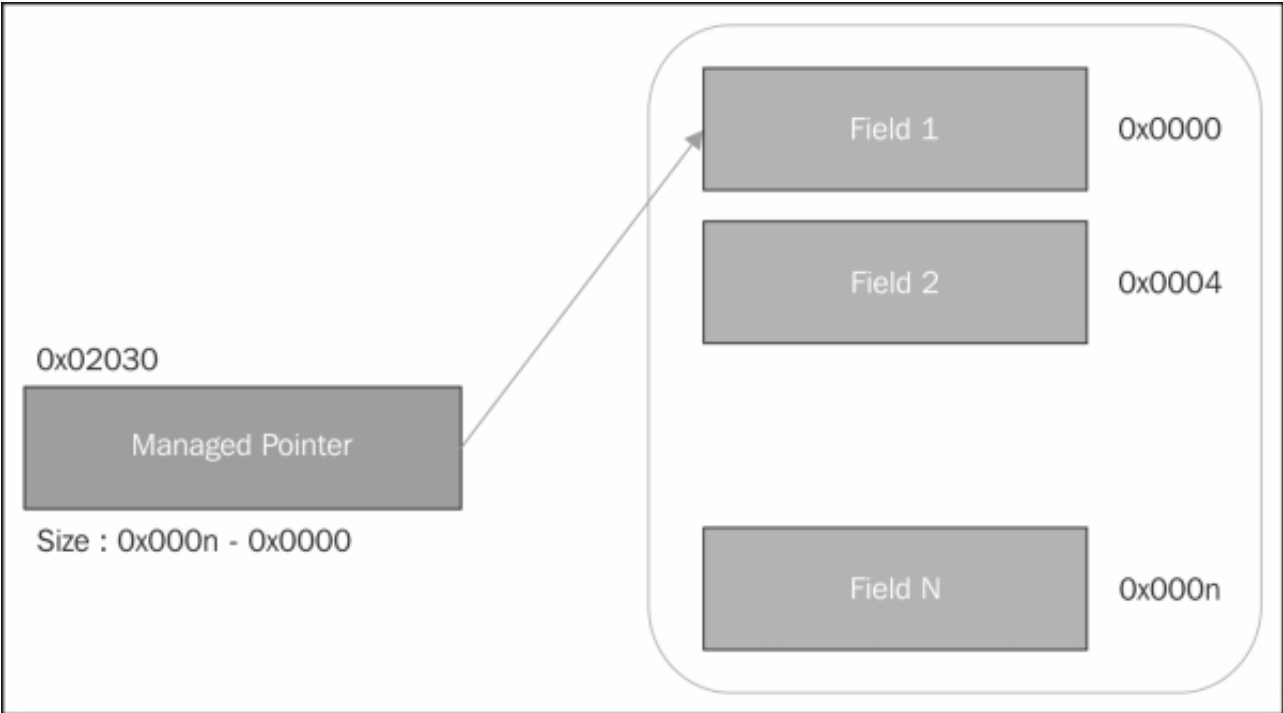 Field 1
0x0000
Field 2
0x0004
0x02030
Managed Pointer
Size : 0x000n - 0x0000
Field N
0x000n